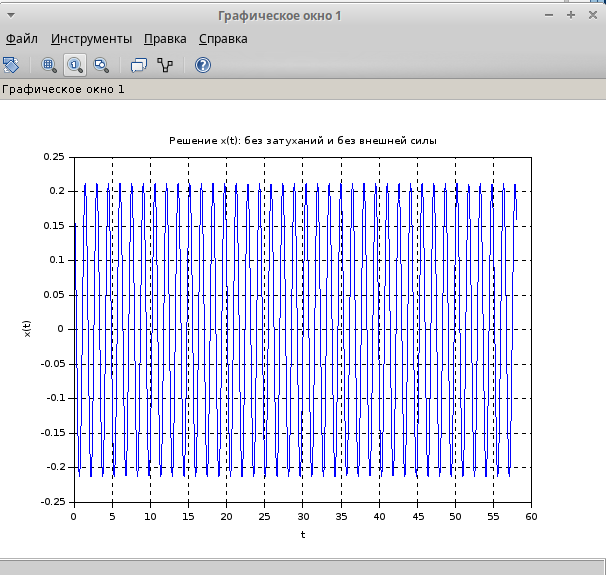 Графическое окно 1
Файл Инструменты Правка Справка
Графическое окно 1
Решение x(t): без затуханий и без внешней силы
0.25
0.2
0.15
0.1
0.05
0
-0.05
-0.1
-0.15
-0.2
-0.25
x(t)
0 5 10 15 20 25 30 35 40 45 50 55 60
t